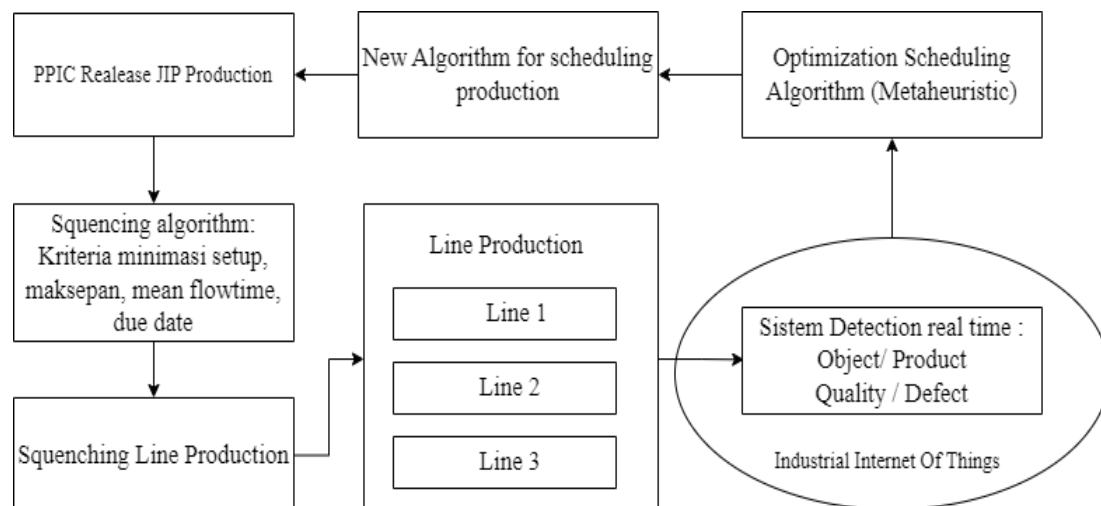 PPIC Realease JIP Production
New Algorithm for scheduling
production
Optimization Scheduling
Algorithm (Metaheuristic)
Squencing algorithm:
Kriteria minimasi setup,
maksepan, mean flowtime,
due date
Squenching Line Production
Line Production
Line 1
Line 2
Line 3
Sistem Detection real time :
Object/ Product
Quality / Defect
Industrial Internet Of Things